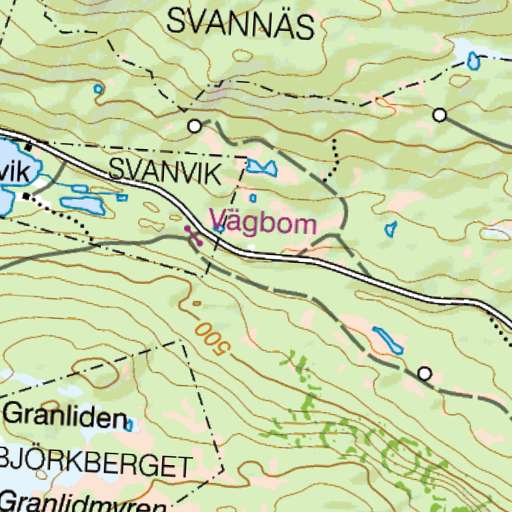 SVANNÄS
SVANVIK
vik
Vägbom
500
Granliden
BJÖRKBERGET
Granlidmyren